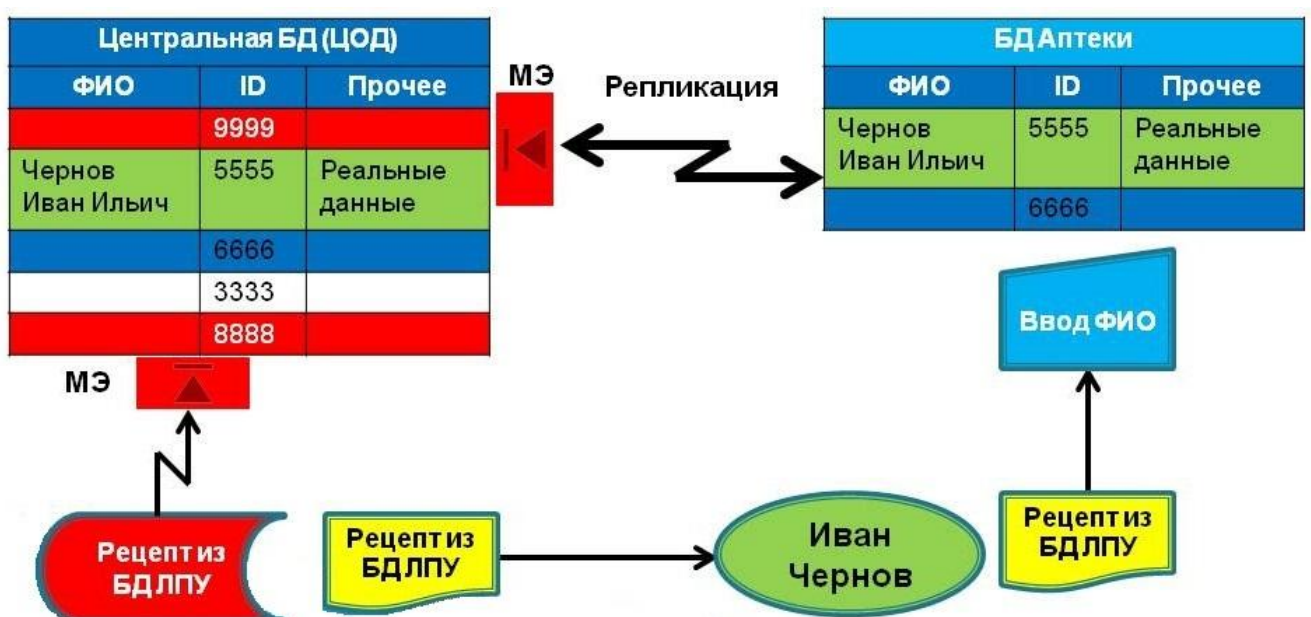 Центральная БД (ЦОД)
ФИО ID Прочее
9999
Чернов 5555 Реальные
Иван Ильич данные
6666
3333
8888
МЭ
Репликация
БД Аптеки
ФИО ID Прочее
Чернов 5555 Реальные
Иван Ильич данные
6666
Ввод ФИО
МЭ
Рецепт из
БД ЛПУ
Рецепт из
БД ЛПУ
Иван
Чернов
Рецепт из
БД ЛПУ